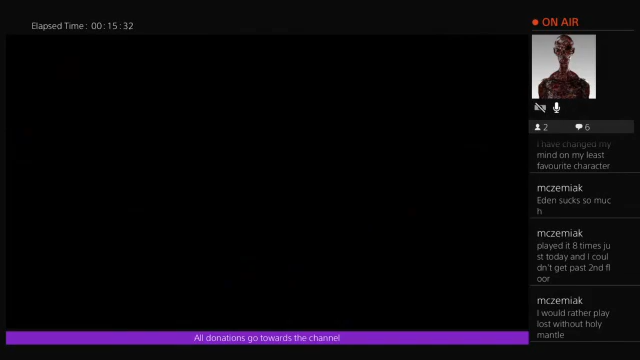 Elapsed Time : 00 : 15 : 32
ON AIR
2
6
I have changed my
mind on my least
favourite character
mczemiak
Eden sucks so muc
h
mczemiak
played it 8 times ju
st today and I coul
dn't get past 2nd fl
oor
mczemiak
I would rather play
lost without holy
mantle
All donations go towards the channel